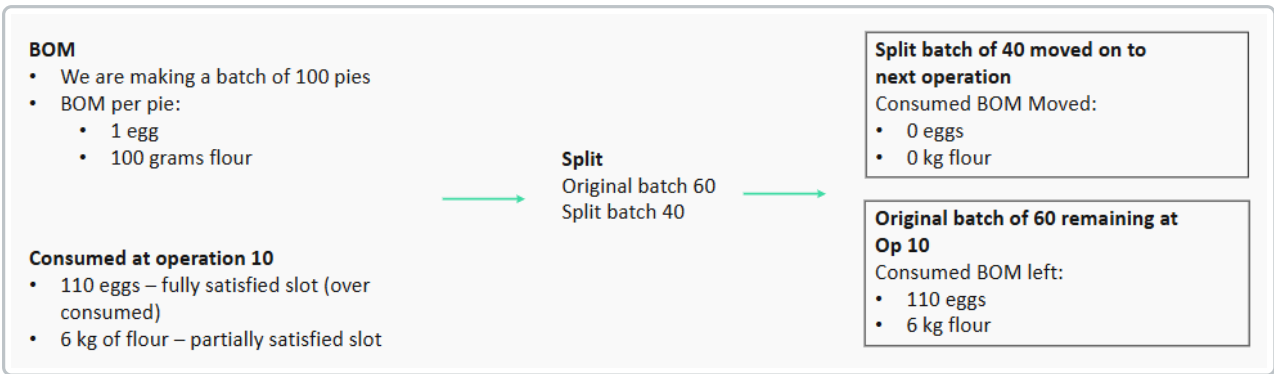 BOM
• We are making a batch of 100 pies
• BOM per pie:
• 1 egg
• 100 grams flour
Consumed at operation 10
• 110 eggs – fully satisfied slot (over
consumed)
• 6 kg of flour – partially satisfied slot
Split
Original batch 60
Split batch 40
Split batch of 40 moved on to
next operation
Consumed BOM Moved:
• 0 eggs
• 0 kg flour
Original batch of 60 remaining at
Op 10
Consumed BOM left:
• 110 eggs
• 6 kg flour